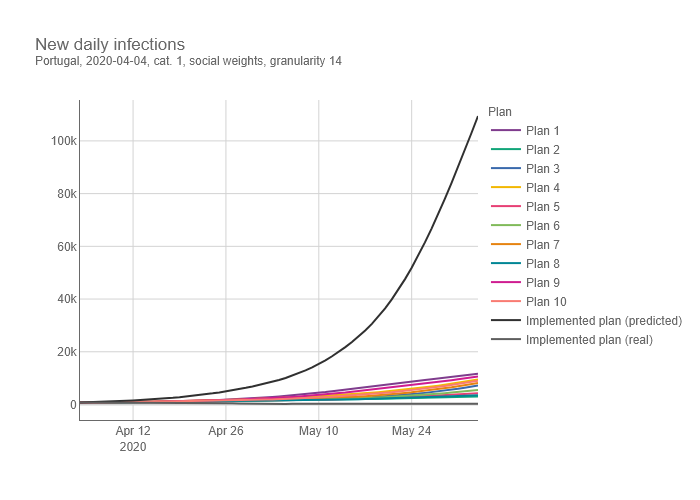 New daily infections
Portugal, 2020-04-04, cat. 1, social weights, granularity 14
Plan
Plan 1
Plan 2
Plan 3
Plan 4
Plan 5
Plan 6
Plan 7
Plan 8
Plan 9
Plan 10
Implemented plan (predicted)
Implemented plan (real)
100k
80k
60k
40k
20k
0
Apr 12
2020
Apr 26
May 10
May 24